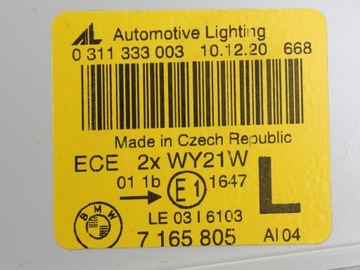 AL Automotive Lighting
0 311 333 003 10.12.20 668
Made in Czech Republic
ECE 2x WY21W
01 1b → E1 1647 L
LE 03 I 6103
BMW 7 165 805 AI 04